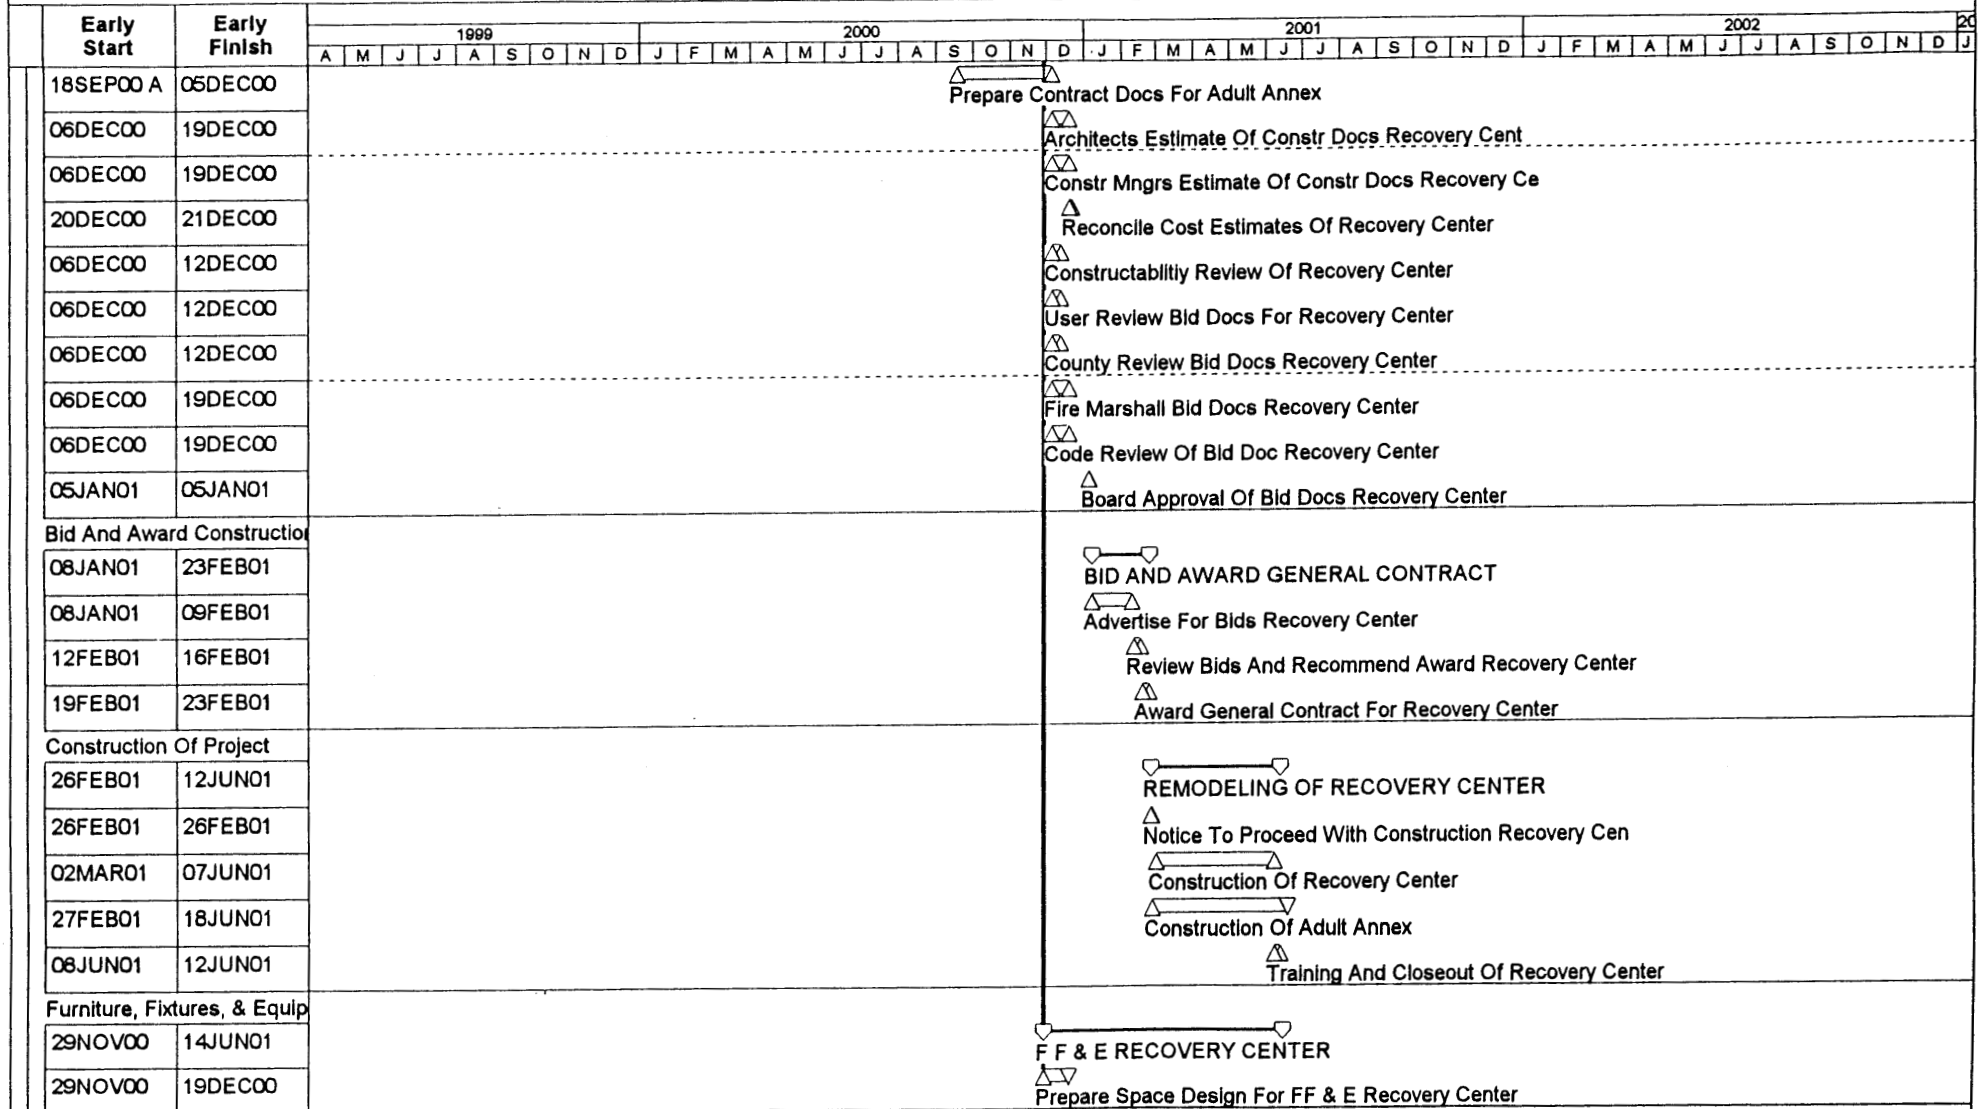 Early Start Early Finish 1999 2000 2001 2002 20
A M J J A S O N D J F M A M J J A S O N D J F M A M J J A S O N D J F M A M J J A S O N D J
18SEP00 A 05DEC00
Prepare Contract Docs For Adult Annex
06DEC00 19DEC00
Architects Estimate Of Constr Docs Recovery Cent
06DEC00 19DEC00
Constr Mngrs Estimate Of Constr Docs Recovery Ce
20DEC00 21DEC00
Reconcile Cost Estimates Of Recovery Center
06DEC00 12DEC00
Constructablitiy Review Of Recovery Center
06DEC00 12DEC00
User Review Bid Docs For Recovery Center
06DEC00 12DEC00
County Review Bid Docs Recovery Center
06DEC00 19DEC00
Fire Marshall Bid Docs Recovery Center
06DEC00 19DEC00
Code Review Of Bid Doc Recovery Center
05JAN01 05JAN01
Board Approval Of Bid Docs Recovery Center
Bid And Award Construction
08JAN01 23FEB01
BID AND AWARD GENERAL CONTRACT
08JAN01 09FEB01
Advertise For Bids Recovery Center
12FEB01 16FEB01
Review Bids And Recommend Award Recovery Center
19FEB01 23FEB01
Award General Contract For Recovery Center
Construction Of Project
26FEB01 12JUN01
REMODELING OF RECOVERY CENTER
26FEB01 26FEB01
Notice To Proceed With Construction Recovery Cen
02MAR01 07JUN01
Construction Of Recovery Center
27FEB01 18JUN01
Construction Of Adult Annex
08JUN01 12JUN01
Training And Closeout Of Recovery Center
Furniture, Fixtures, & Equip
29NOV00 14JUN01
F F & E RECOVERY CENTER
29NOV00 19DEC00
Prepare Space Design For FF & E Recovery Center